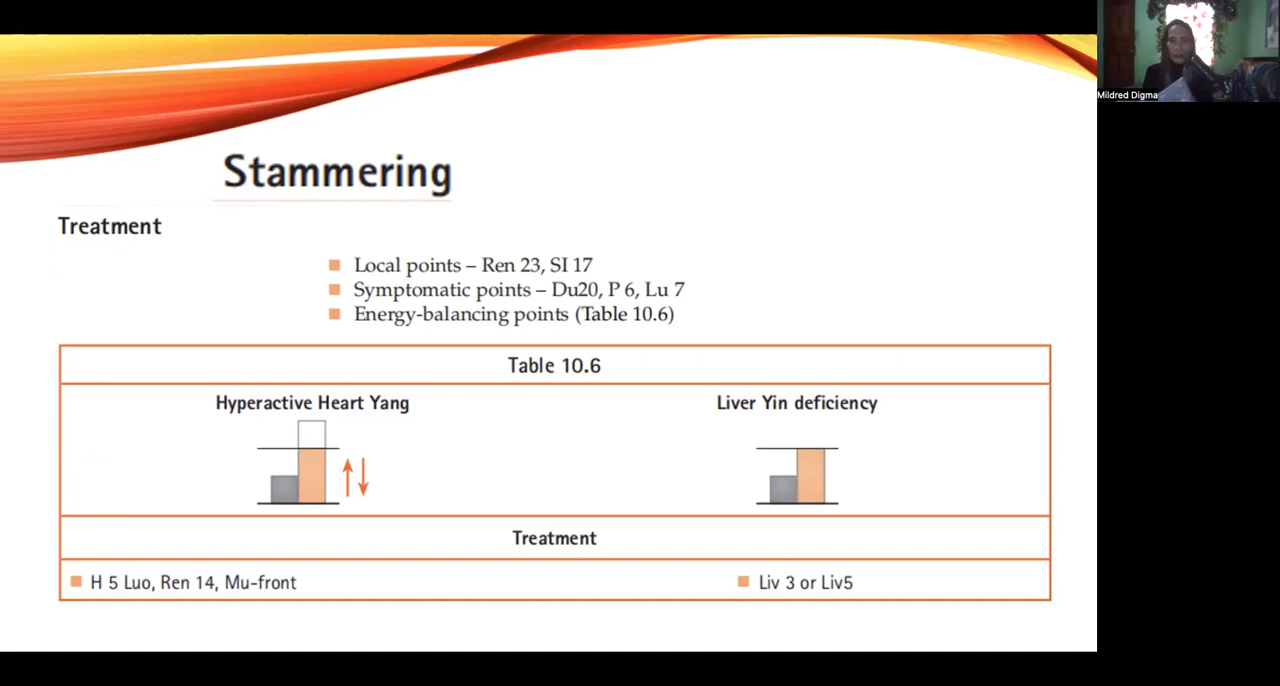 Mildred Digma
Stammering
Treatment
Local points – Ren 23, SI 17
Symptomatic points – Du20, P 6, Lu 7
Energy-balancing points (Table 10.6)
Table 10.6
Hyperactive Heart Yang
Liver Yin deficiency
Treatment
H 5 Luo, Ren 14, Mu-front
Liv 3 or Liv5